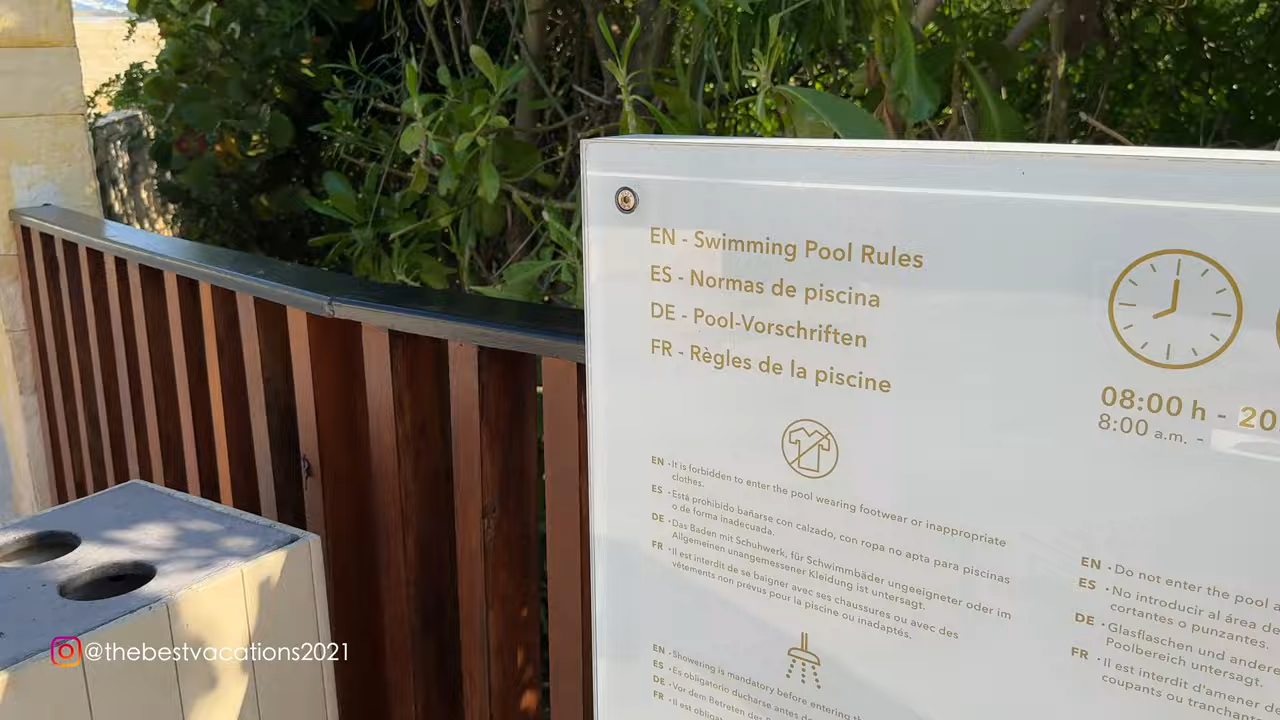 EN - Swimming Pool Rules
ES - Normas de piscina
DE - Pool-Vorschriften
FR - Règles de la piscine
08:00 h - 20
8:00 a.m. -
EN - It is forbidden to enter the pool wearing footwear or inappropriate
clothes.
ES - Está prohibido bañarse con calzado, con ropa no apta para piscinas
o de forma inadecuada.
DE - Das Baden mit Schuhwerk, für Schwimmbäder ungeeigneter oder im
Allgemeinen unangemessener Kleidung ist untersagt.
FR - Il est interdit de se baigner avec ses chaussures ou avec des
vêtements non prévus pour la piscine ou inadaptés.
EN - Showering is mandatory before entering
ES - Es obligatorio ducharse antes
DE - Vor dem Betreten des
FR - Il est
EN - Do not enter the pool
ES - No introducir al área de
cortantes o punzantes.
DE - Glasflaschen und andere
Poolbereich untersagt.
FR - Il est interdit d'amener de
coupants ou
@thebestvacations2021